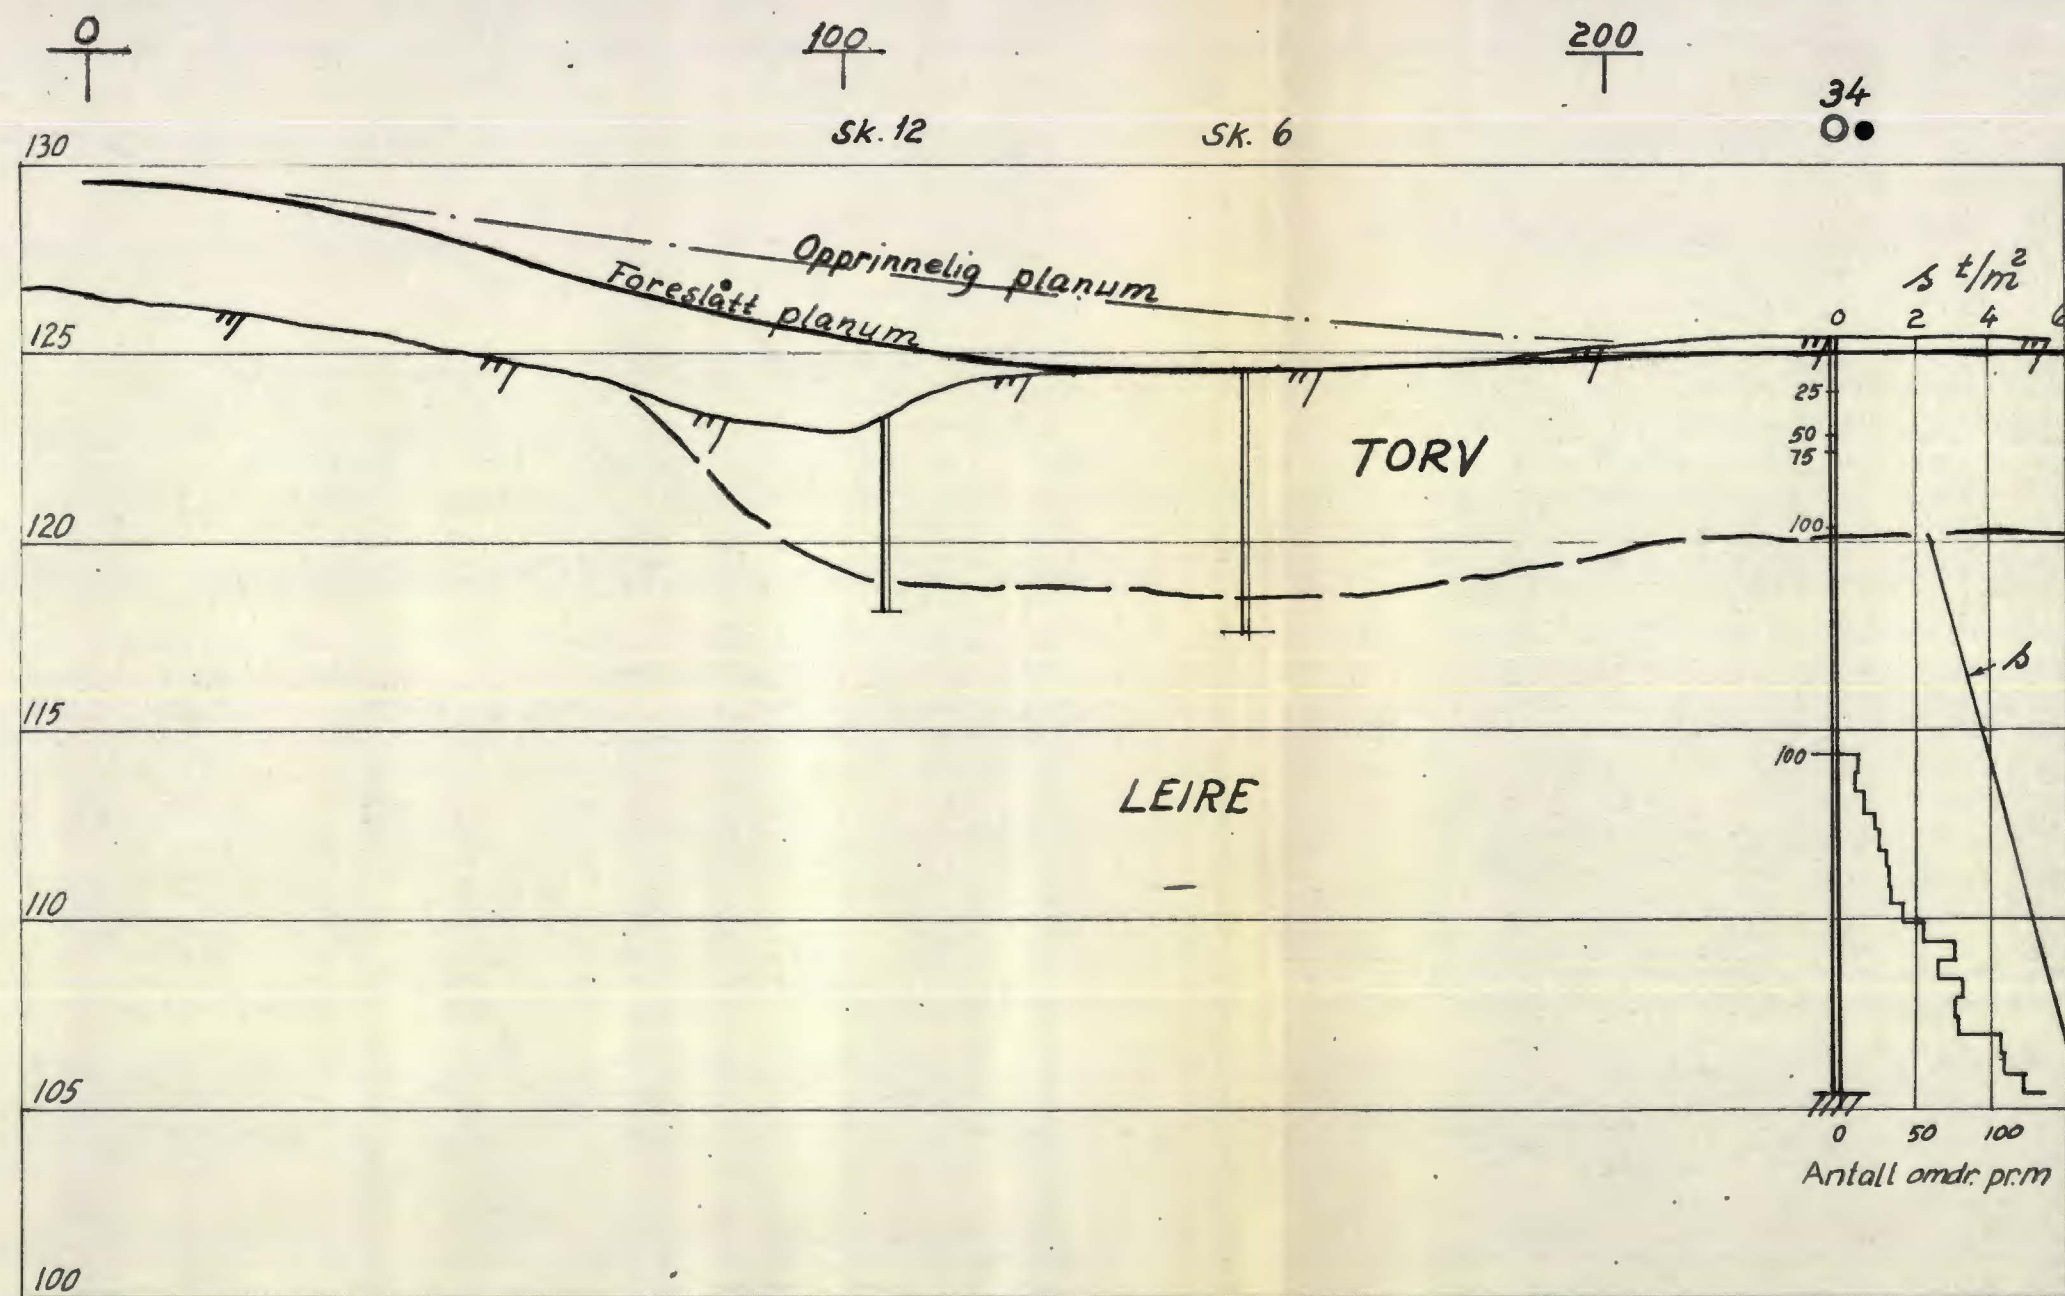 0
100
200
34
Sk. 12
Sk. 6
130
Opprinnelig planum
s t/m²
Foreslått planum
0 2 4 6
125
25
TORV
50
75
120
100
s
115
100
LEIRE
110
105
0 50 100
Antall omdr. pr.m
100